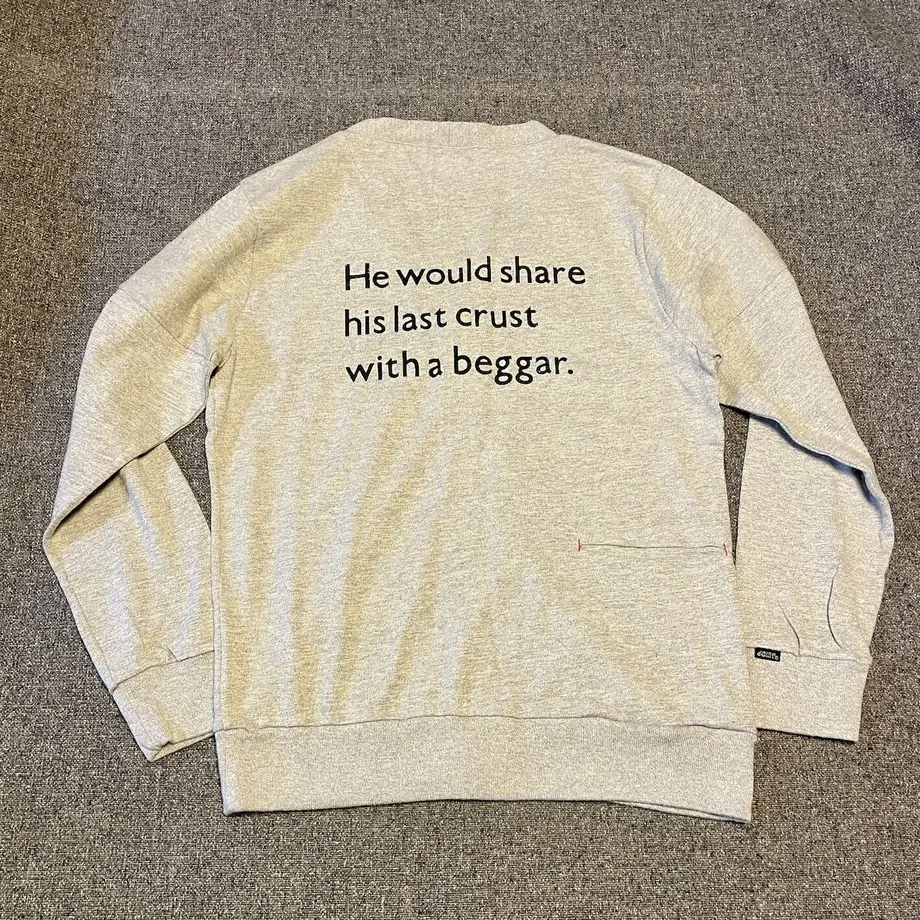 He would share
his last crust
with a beggar.